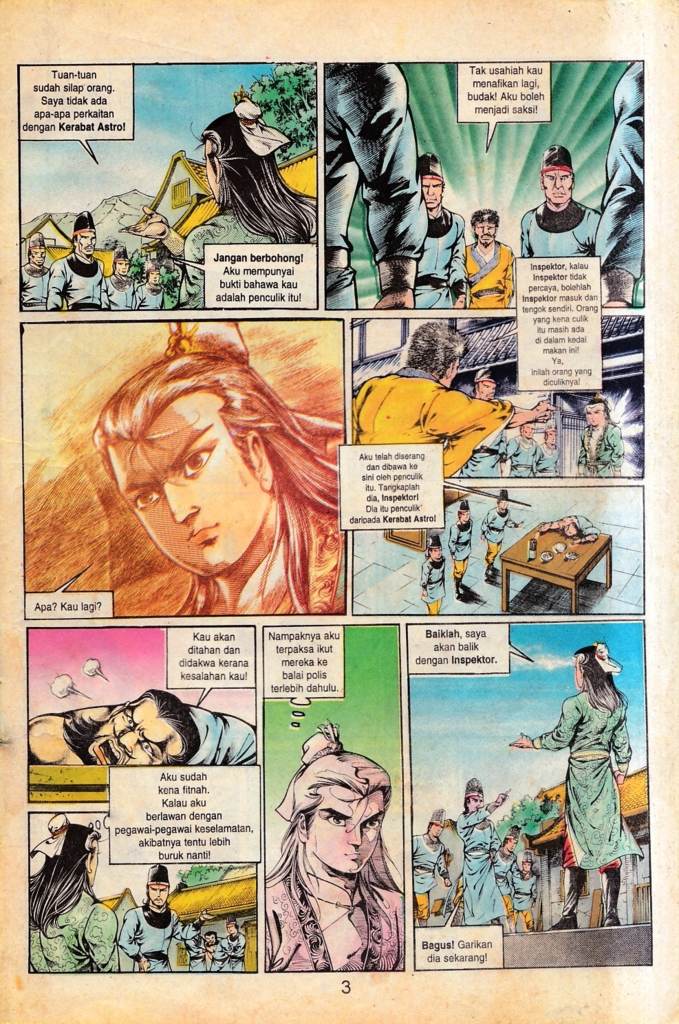 Tuan-tuan
sudah silap orang.
Saya tidak ada
apa-apa perkaitan
dengan Kerabat Astro!
Jangan berbohong!
Aku mempunyai
bukti bahawa kau
adalah penculik itu!
Tak usahiah kau
menafikan lagi,
budak! Aku boleh
menjadi saksi!
Inspektor, kalau
Inspektor tidak
percaya, bolehlah
Inspektor masuk dan
tengok sendiri. Orang
yang kena culik
itu masih ada
di dalam kedai
makan ini!
Ya,
inilah orang yang
diculiknya!
Apa? Kau lagi?
Aku telah diserang
dan dibawa ke
sini oleh penculik
itu. Tangkaplah
dia, Inspektor!
Dia itu penculik'
daripada Kerabat Astro!
Kau akan
ditahan dan
didakwa kerana
kesalahan kau!
Aku sudah
kena fitnah.
Kalau aku
berlawan dengan
pegawai-pegawai keselamatan,
akibatnya tentu lebih
buruk nanti!
Nampaknya aku
terpaksa ikut
mereka ke
balai polis
terlebih dahulu.
Baiklah, saya
akan balik
dengan Inspektor.
Bagus! Garikan
dia sekarang!
3